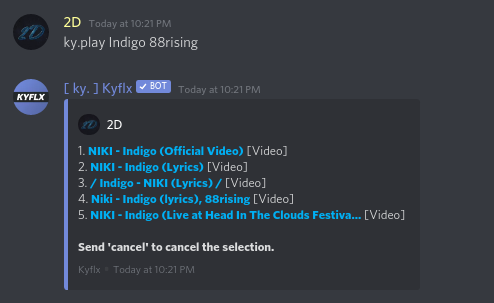 2D Today at 10:21 PM
ky.play Indigo 88rising
KYFLX [ ky. ] Kyflx ✓ BOT Today at 10:21 PM
2D
1. NIKI - Indigo (Official Video) [Video]
2. NIKI - Indigo (Lyrics) [Video]
3. / Indigo - NIKI (Lyrics) / [Video]
4. Niki - Indigo (lyrics), 88rising [Video]
5. NIKI - Indigo (Live at Head In The Clouds Festiva... [Video]
Send 'cancel' to cancel the selection.
Kyflx • Today at 10:21 PM